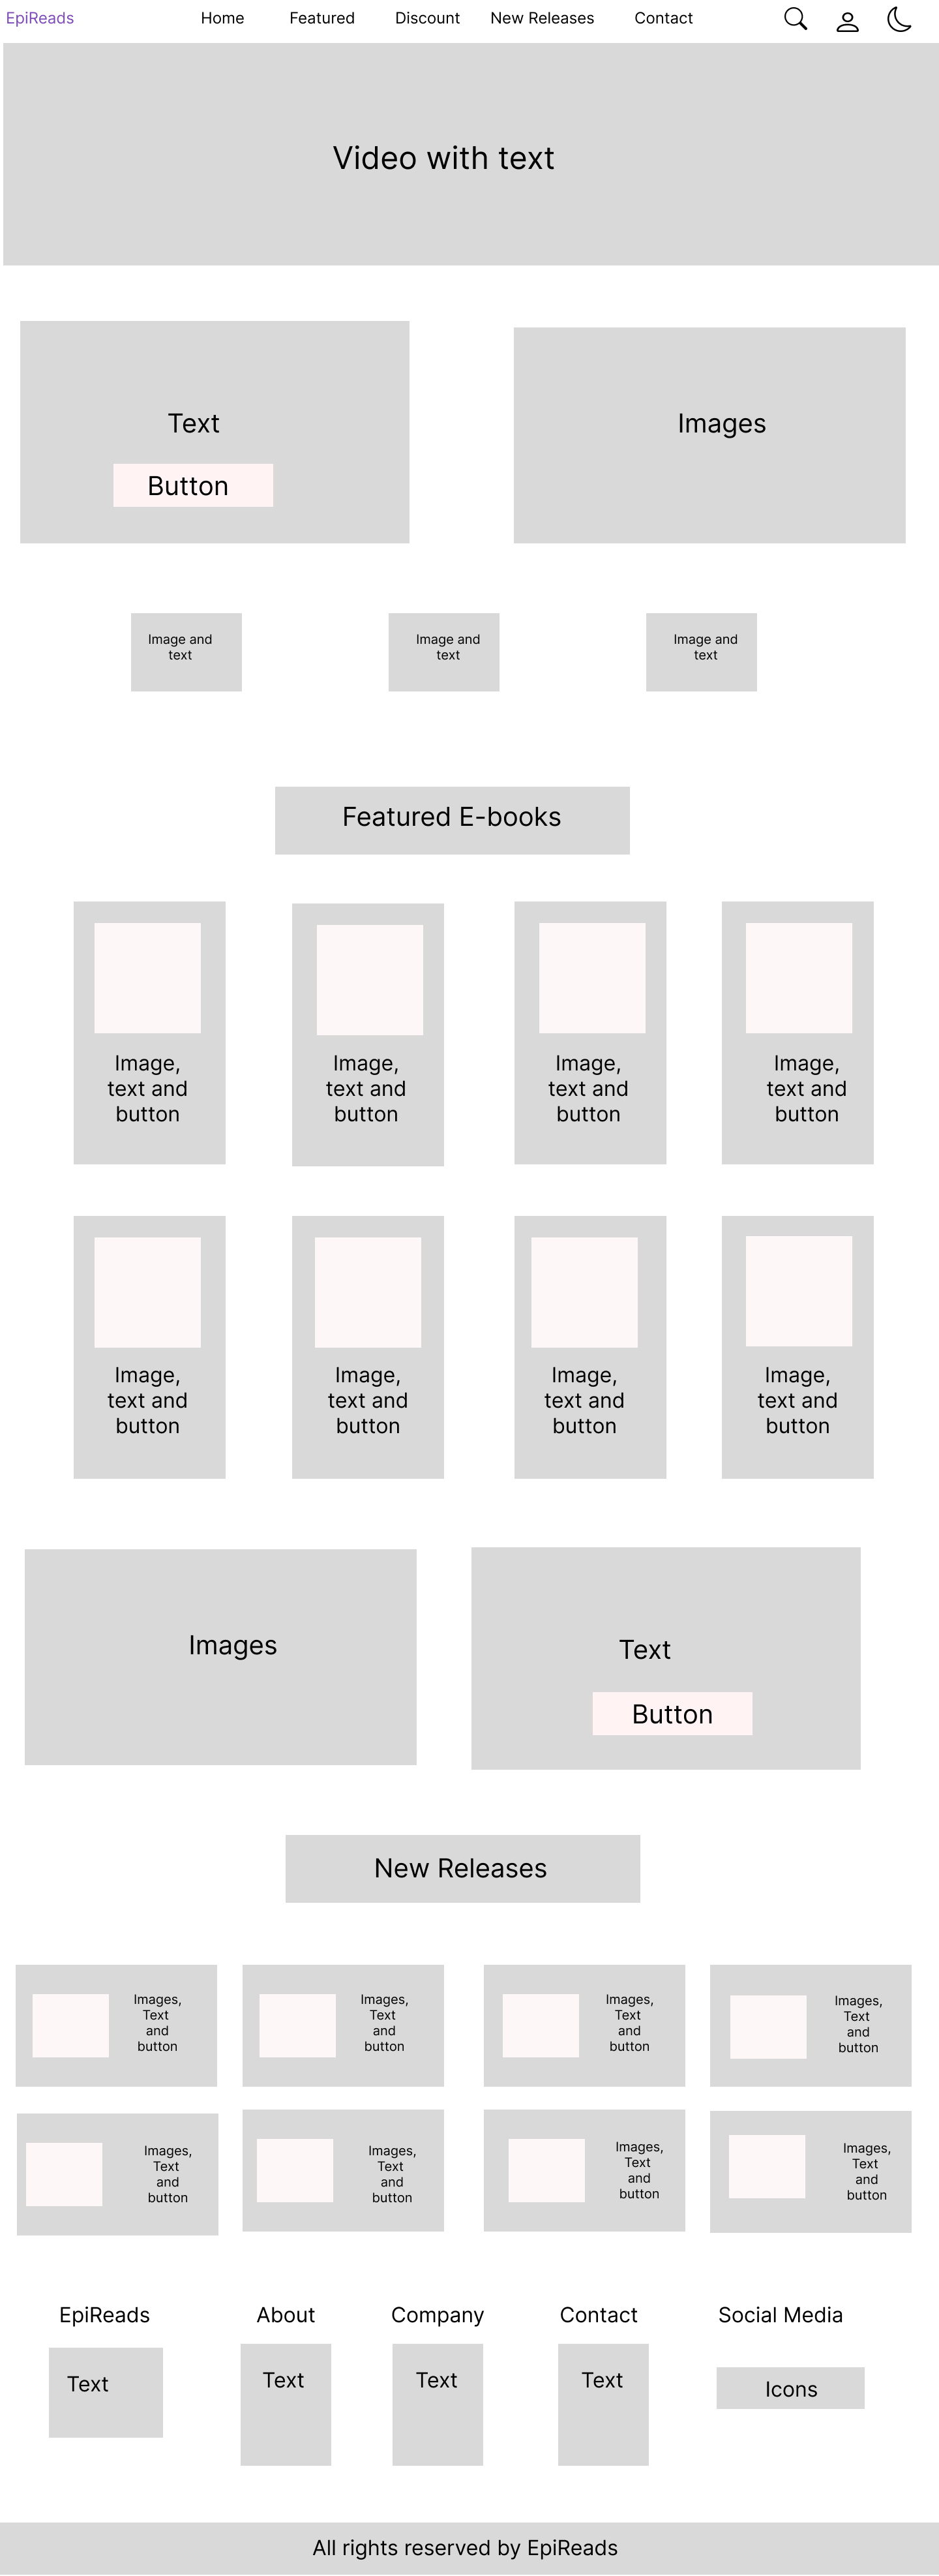 EpiReads Home Featured Discount New Releases Contact
Video with text
Text
Button
Images
Image and
text
Image and
text
Image and
text
Featured E-books
Image,
text and
button
Image,
text and
button
Image,
text and
button
Image,
text and
button
Image,
text and
button
Image,
text and
button
Image,
text and
button
Image,
text and
button
Images
Text
Button
New Releases
Images,
Text
and
button
Images,
Text
and
button
Images,
Text
and
button
Images,
Text
and
button
Images,
Text
and
button
Images,
Text
and
button
Images,
Text
and
button
Images,
Text
and
button
EpiReads
Text
About
Text
Company
Text
Contact
Text
Social Media
Icons
All rights reserved by EpiReads